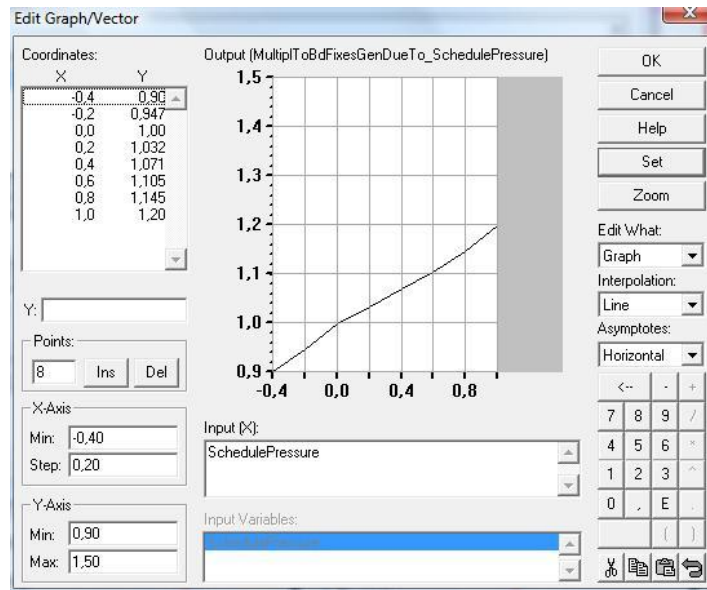 Edit Graph/Vector
Coordinates:
X Y
-0,4 0,90
-0,2 0,947
0,0 1,00
0,2 1,032
0,4 1,071
0,6 1,105
0,8 1,145
1,0 1,20
Y:
Points:
8 Ins Del
X-Axis
Min: -0,40
Step: 0,20
Y-Axis
Min: 0,90
Max: 1,50
Output (MultiplToBdFixesGenDueTo_SchedulePressure)
1,5
1,4
1,3
1,2
1,1
1,0
0,9
-0,4 0,0 0,4 0,8
Input (X):
SchedulePressure
Input Variables:
SchedulePressure
OK
Cancel
Help
Set
Zoom
Edit What:
Graph
Interpolation:
Line
Asymptotes:
Horizontal
<-- - +
7 8 9 /
4 5 6 *
1 2 3 ^
0 , E .
( )